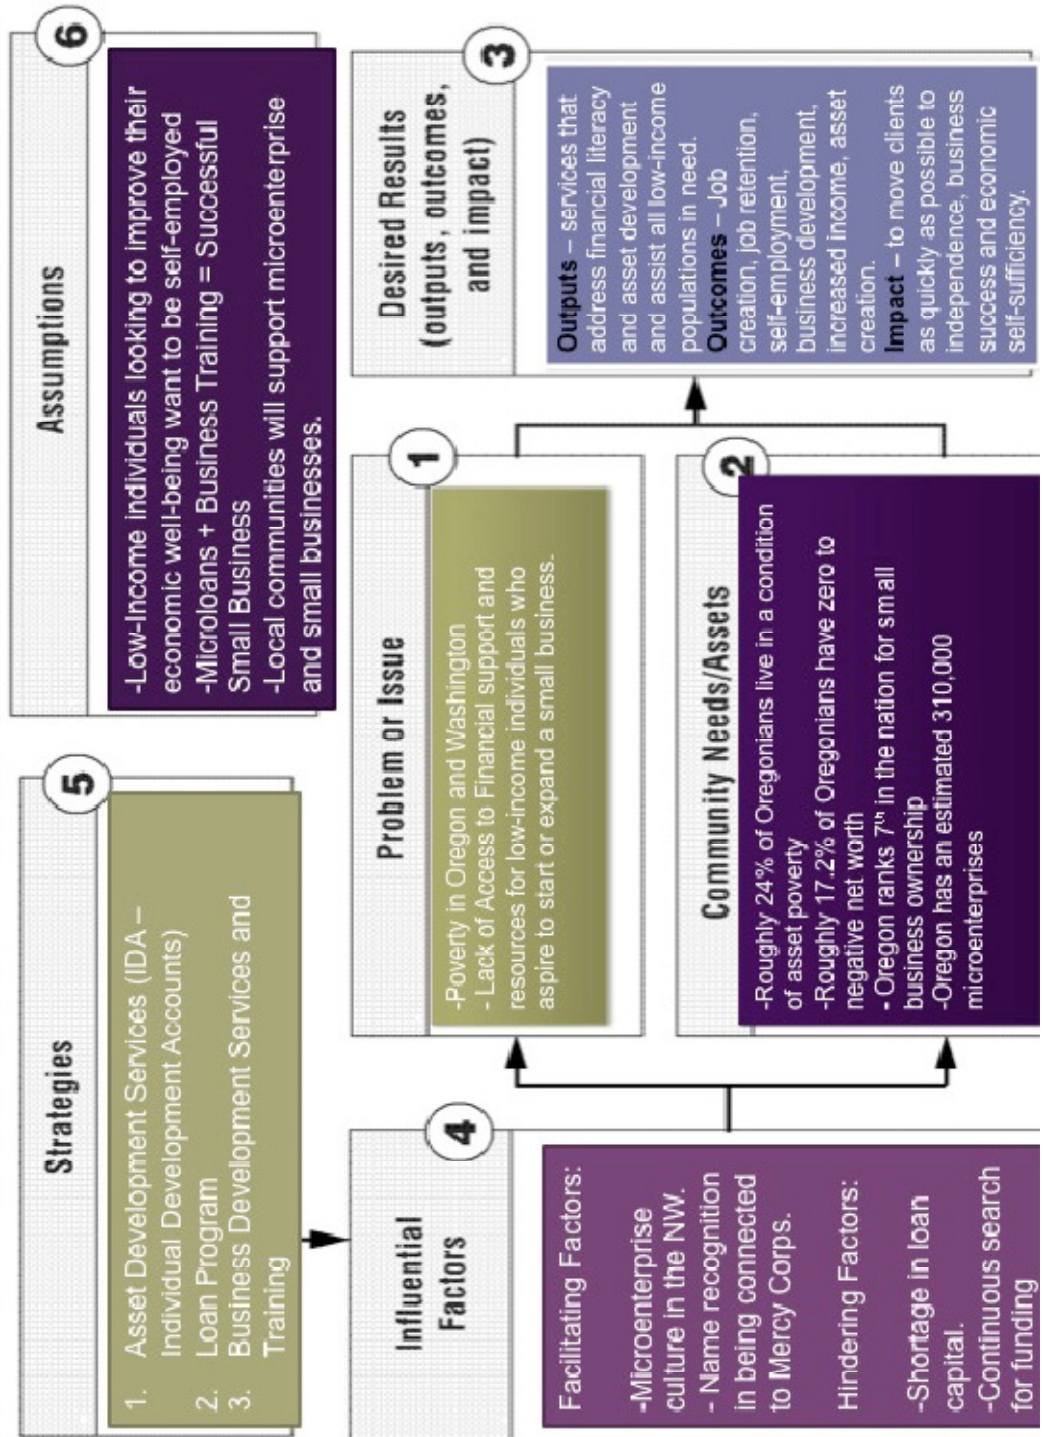 Strategies
5
1. Asset Development Services (IDA –
Individual Development Accounts)
2. Loan Program
3. Business Development Services and
Training
Assumptions
6
-Low-Income individuals looking to improve their
economic well-being want to be self-employed
-Microloans + Business Training = Successful
Small Business
-Local communities will support microenterprise
and small businesses.
Influential
Factors
4
Facilitating Factors:
-Microenterprise
culture in the NW.
- Name recognition
in being connected
to Mercy Corps.
Hindering Factors:
-Shortage in loan
capital.
-Continuous search
for funding
Problem or Issue
1
-Poverty in Oregon and Washington
- Lack of Access to Financial support and
resources for low-income individuals who
aspire to start or expand a small business.
Community Needs/Assets
2
-Roughly 24% of Oregonians live in a condition
of asset poverty
-Roughly 17.2% of Oregonians have zero to
negative net worth
- Oregon ranks 7th in the nation for small
business ownership
-Oregon has an estimated 310,000
microenterprises
Desired Results
(outputs, outcomes,
and impact)
3
Outputs – services that
address financial literacy
and asset development
and assist all low-income
populations in need.
Outcomes – Job
creation, job retention,
self-employment,
business development,
increased income, asset
creation.
Impact – to move clients
as quickly as possible to
independence, business
success and economic
self-sufficiency.